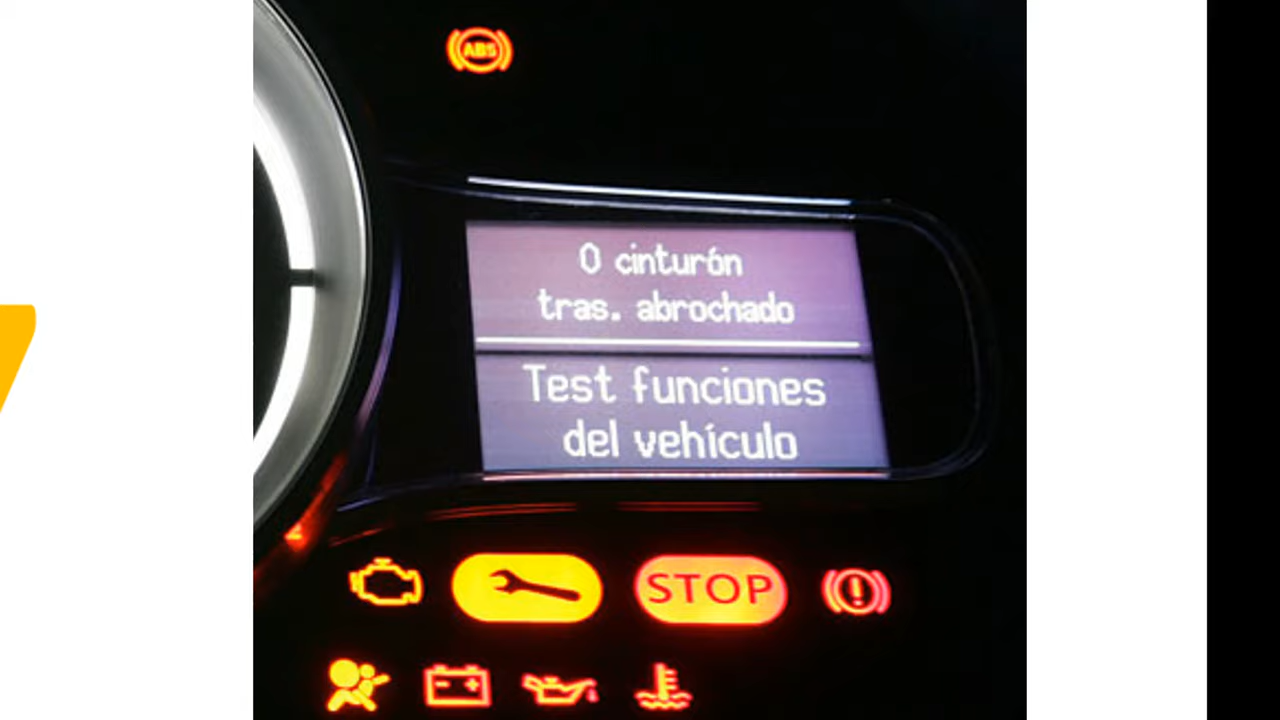 ABS
0 cinturón
tras. abrochado
Test funciones
del vehículo
STOP